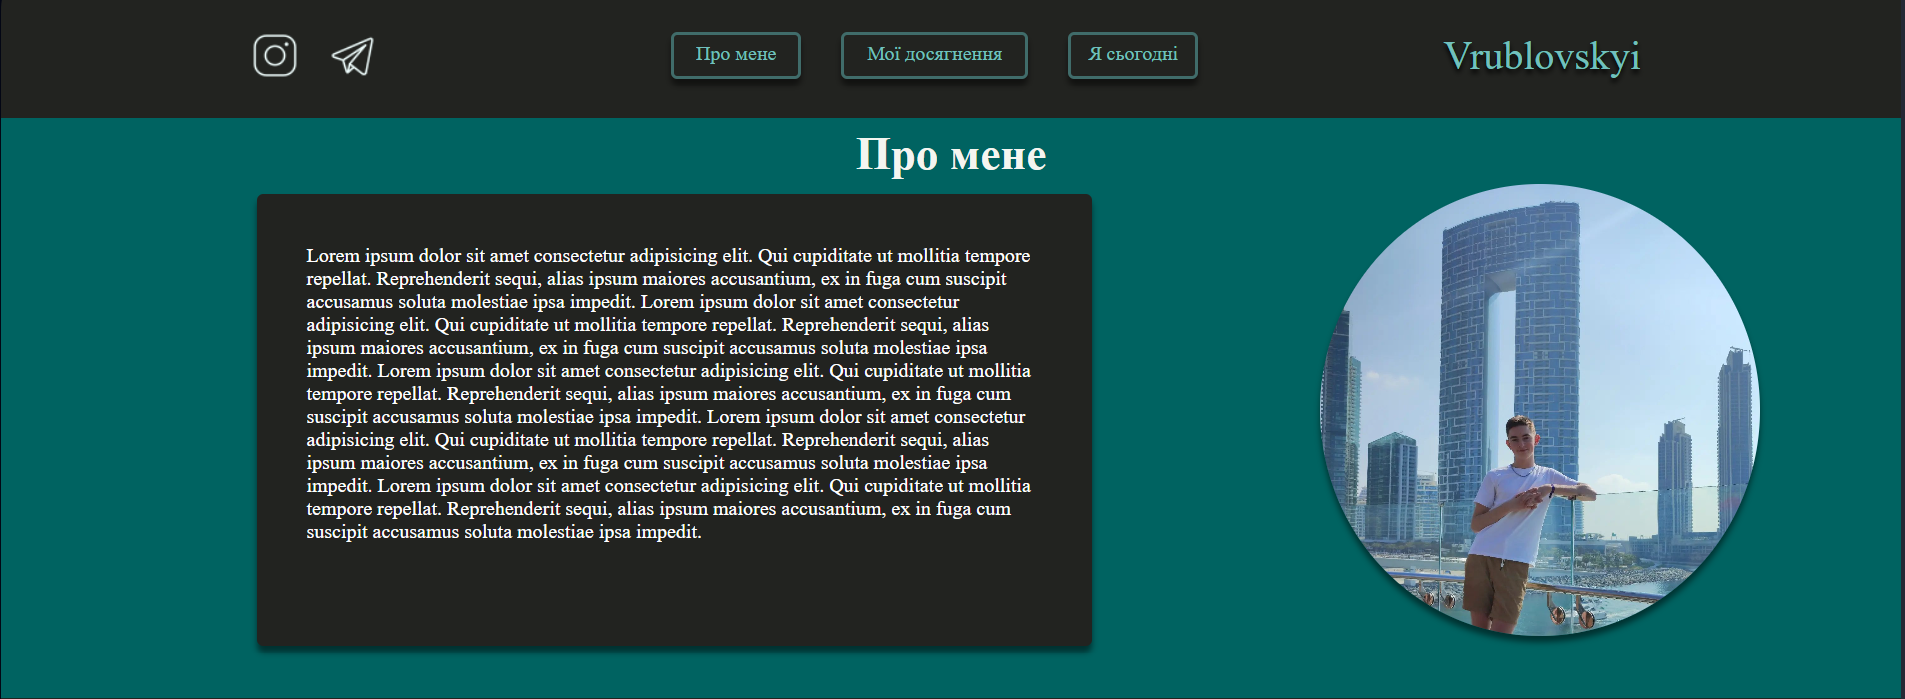 Про мене
Мої досягнення
Я сьогодні
Vrublovskyi
Про мене
Lorem ipsum dolor sit amet consectetur adipisicing elit. Qui cupiditate ut mollitia tempore
repellat. Reprehenderit sequi, alias ipsum maiores accusantium, ex in fuga cum suscipit
accusamus soluta molestiae ipsa impedit. Lorem ipsum dolor sit amet consectetur
adipisicing elit. Qui cupiditate ut mollitia tempore repellat. Reprehenderit sequi, alias
ipsum maiores accusantium, ex in fuga cum suscipit accusamus soluta molestiae ipsa
impedit. Lorem ipsum dolor sit amet consectetur adipisicing elit. Qui cupiditate ut mollitia
tempore repellat. Reprehenderit sequi, alias ipsum maiores accusantium, ex in fuga cum
suscipit accusamus soluta molestiae ipsa impedit. Lorem ipsum dolor sit amet consectetur
adipisicing elit. Qui cupiditate ut mollitia tempore repellat. Reprehenderit sequi, alias
ipsum maiores accusantium, ex in fuga cum suscipit accusamus soluta molestiae ipsa
impedit. Lorem ipsum dolor sit amet consectetur adipisicing elit. Qui cupiditate ut mollitia
tempore repellat. Reprehenderit sequi, alias ipsum maiores accusantium, ex in fuga cum
suscipit accusamus soluta molestiae ipsa impedit.